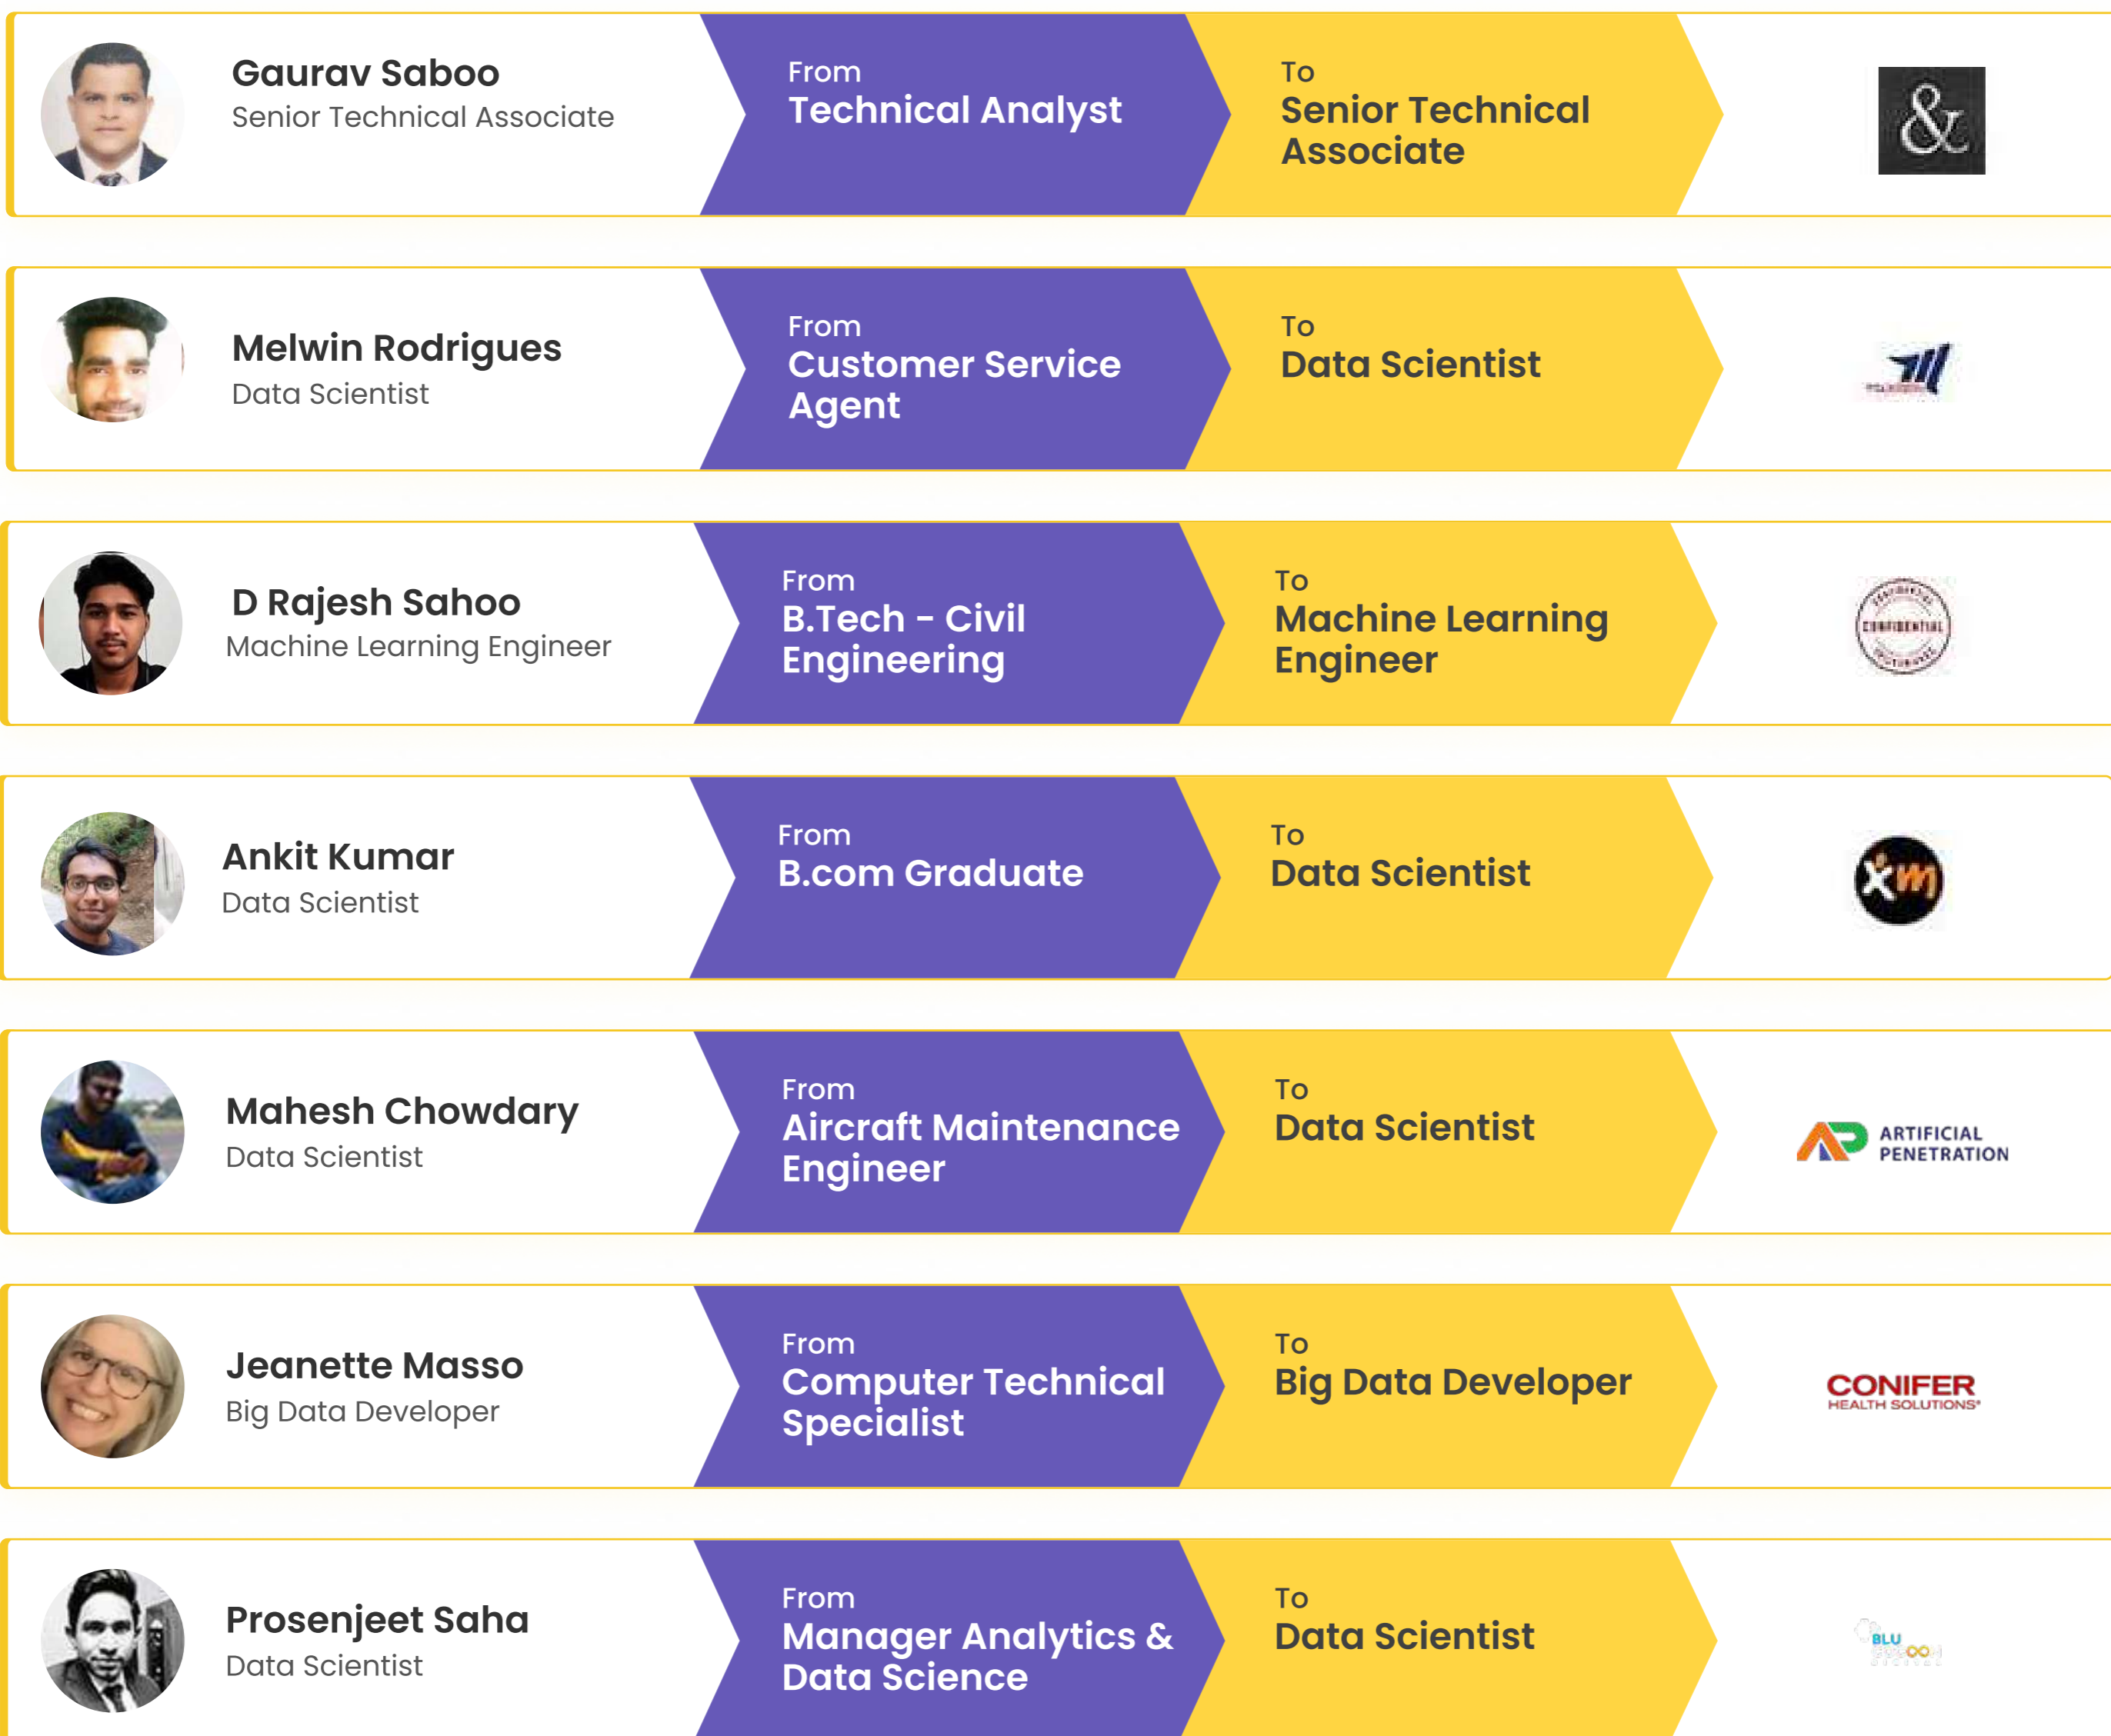 Gaurav Saboo
Senior Technical Associate
From
Technical Analyst
To
Senior Technical
Associate
&
Melwin Rodrigues
Data Scientist
From
Customer Service
Agent
To
Data Scientist
D Rajesh Sahoo
Machine Learning Engineer
From
B.Tech - Civil
Engineering
To
Machine Learning
Engineer
CONFIDENTIAL
Ankit Kumar
Data Scientist
From
B.com Graduate
To
Data Scientist
xm
Mahesh Chowdary
Data Scientist
From
Aircraft Maintenance
Engineer
To
Data Scientist
ARTIFICIAL
PENETRATION
Jeanette Masso
Big Data Developer
From
Computer Technical
Specialist
To
Big Data Developer
CONIFER
HEALTH SOLUTIONS®
Prosenjeet Saha
Data Scientist
From
Manager Analytics &
Data Science
To
Data Scientist
BLU